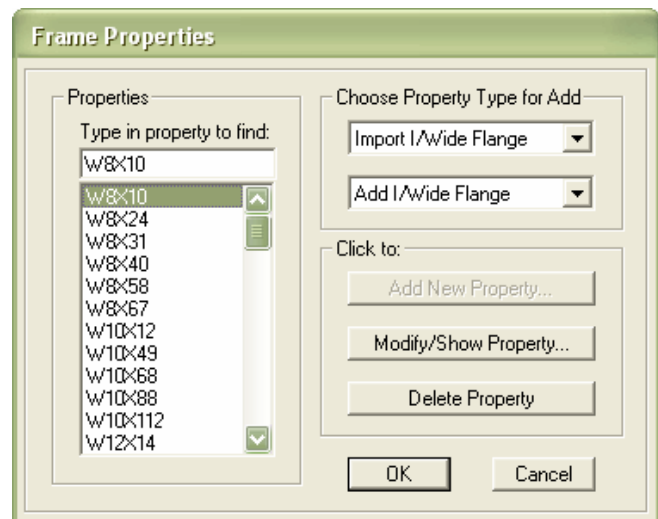 Frame Properties
Properties
Type in property to find:
W8X10
W8X10
W8X24
W8X31
W8X40
W8X58
W8X67
W10X12
W10X49
W10X68
W10X88
W10X112
W12X14
Choose Property Type for Add
Import I/Wide Flange
Add I/Wide Flange
Click to:
Add New Property...
Modify/Show Property...
Delete Property
OK
Cancel